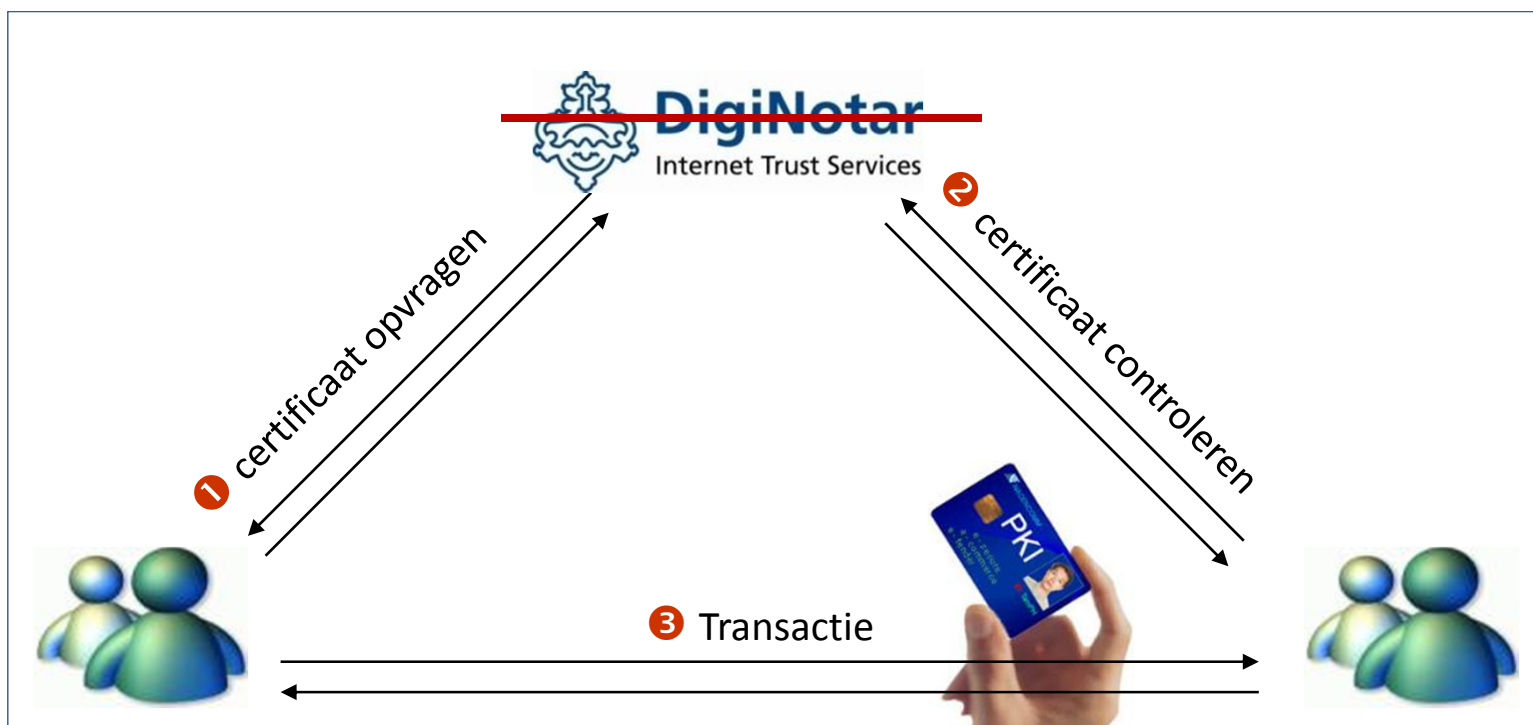 DigiNotar
Internet Trust Services
❶ certificaat opvragen
❷ certificaat controleren
PKI
❸ Transactie